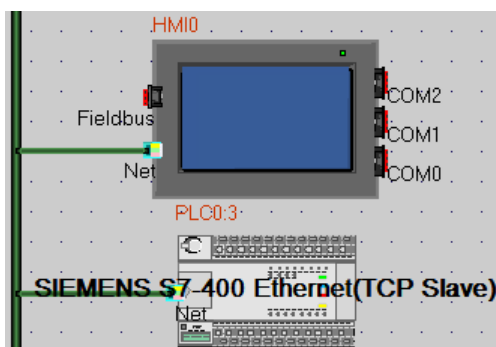 HMI0
COM2
Fieldbus
COM1
Net
COM0
PLC0:3
SIEMENS S7-400 Ethernet(TCP Slave)
Net